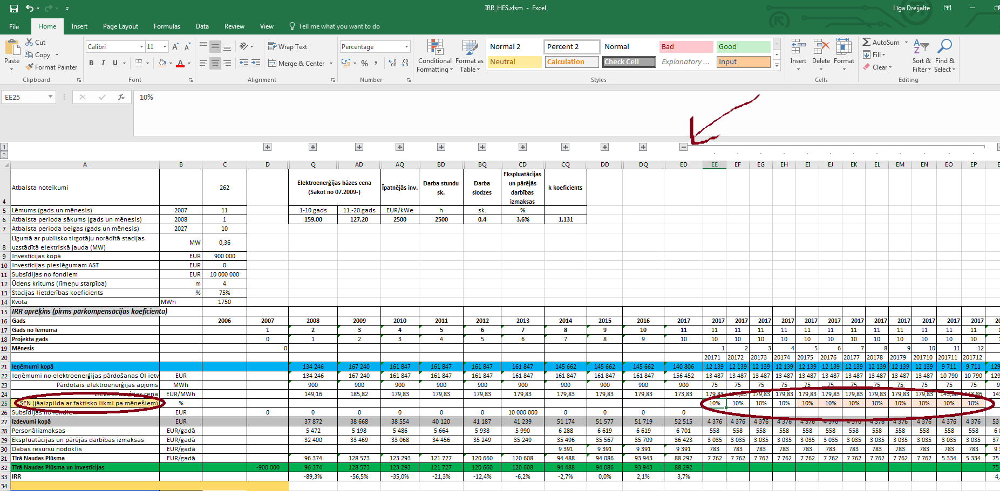 IRR_HES.xlsm - Excel
Līga Dreijalte
File Home Insert Page Layout Formulas Data Review View Tell me what you want to do
Paste
Cut
Copy
Format Painter
Clipboard
Calibri 11
B I U
Font
Wrap Text
Merge & Center
Alignment
Percentage
%
Number
Conditional Formatting
Format as Table
Normal 2 Percent 2 Normal Bad Good
Neutral Calculation Check Cell Explanatory ... Input
Styles
Insert Delete Format
Cells
AutoSum
Fill
Clear
Sort & Filter
Find & Select
Editing
EE25 fx 10%
1
2
A B C D Q AD AQ BD BQ CD CQ DD DQ ED EE EF EG EH EI EJ EK EL EM EN EO EP
4 Atbalsta noteikumi 262 Elektroenerģijas bāzes cena (Sākot no 07.2009-) Īpatnējās inv. Darba stundu sk. Darba slodzes Ekspluatācijas un pārējās darbības izmaksas k koeficients
5 Lēmums (gads un mēnesis) 2007 11 1-10.gads 11.-20.gads EUR/kWe h sk. %
6 Atbalsta perioda sākums (gads un mēnesis) 2008 1 159,00 127,20 2500 2500 0,4 3,6% 1,131
7 Atbalsta perioda beigas (gads un mēnesis) 2027 10
8 Līgumā ar publisko tirgotāju norādītā stacijas uzstādītā elektriskā jauda (MW) MW 0,36
9 Investīcijas kopā EUR 900 000
10 Investīcijas pieslēgumam AST EUR 0
11 Subsīdijas no fondiem EUR 10 000 000
12 Ūdens kritums (līmeņu starpība) m 4
13 Stacijas lietderības koeficients % 75%
14 Kvota MWh 1750
15 IRR aprēķins (pirms pārkompensācijas koeficienta)
16 Gads 2006 2007 2008 2009 2010 2011 2012 2013 2014 2015 2016 2017 2017 2017 2017 2017 2017 2017 2017 2017 2017 2017 2017 2017
17 Gads no lēmuma 1 2 3 4 5 6 7 8 9 10 11 11 11 11 11 11 11 11 11 11 11 11 11
18 Projekta gads 0 1 2 3 4 5 6 7 8 9 10 10 10 10 10 10 10 10 10 10 10 10 10
19 Mēnesis 0 1 2 3 4 5 6 7 8 9 10 11 12
20 20171 20172 20173 20174 20175 20176 20177 20178 20179 201710 201711 201712
21 Ieņēmumi kopā 134 246 167 240 161 847 161 847 161 847 161 847 145 662 145 662 145 662 140 806 12 139 12 139 12 139 12 139 12 139 12 139 12 139 12 139 12 139 12 139 9 711 9 711
22 Ieņēmumi no elektroenerģijas pārdošanas OI ietv EUR 134 246 167 240 161 847 161 847 161 847 161 847 161 847 161 847 161 847 156 452 13 487 13 487 13 487 13 487 13 487 13 487 13 487 13 487 13 487 13 487 10 790 10 790
23 Pārdotais elektroenerģijas apjoms MWh 900 900 900 900 900 900 900 900 900 900 75 75 75 75 75 75 75 75 75 75 75 75
24 Elektroenerģijas cena EUR/MWh 149,16 185,82 179,83 179,83 179,83 179,83 179,83 179,83 179,83 173,83 179,83 179,83 179,83 179,83 179,83 179,83 179,83 179,83 179,83 179,83 143,86 143,86
25 SEN (jāaizpilda ar faktisko likmi pa mēnešiem) % 10% 10% 10% 10% 10% 10% 10% 10% 10% 10% 10% 10%
26 Subsīdijas no fondiem EUR 0 0 0 0 0 0 10 000 000 0 0 0 0
27 Izdevumi kopā EUR 37 872 38 668 38 554 40 120 41 187 41 239 51 174 51 577 51 719 52 515 4 376 4 376 4 376 4 376 4 376 4 376 4 376 4 376 4 376 4 376 4 376 4 376
28 Personālizmaksas EUR/gadā 5 472 5 198 5 486 5 664 5 938 5 990 6 288 6 619 6 619 6 701 558 558 558 558 558 558 558 558 558 558 558 558
29 Ekspluatācijas un pārējās darbības izmaksas EUR/gadā 32 400 33 469 33 068 34 456 35 249 35 249 35 496 35 567 35 709 36 423 3 035 3 035 3 035 3 035 3 035 3 035 3 035 3 035 3 035 3 035 3 035 3 035
30 Dabas resursu nodoklis EUR/gadā 9 391 9 391 9 391 9 391 783 783 783 783 783 783 783 783 783 783 783 783
31 Tīrā Naudas Plūsma EUR/gadā 96 374 128 573 123 293 121 727 120 660 120 608 94 488 94 086 93 943 88 292 7 762 7 762 7 762 7 762 7 762 7 762 7 762 7 762 7 762 7 762 5 334 5 334
32 Tīrā Naudas Plūsma un investīcijas -900 000 96 374 128 573 123 293 121 727 120 660 120 608 94 488 94 086 93 943 88 292
33 IRR -89,3% -56,5% -35,0% -21,3% -12,4% -6,2% -2,7% 0,0% 2,1% 3,7%
34